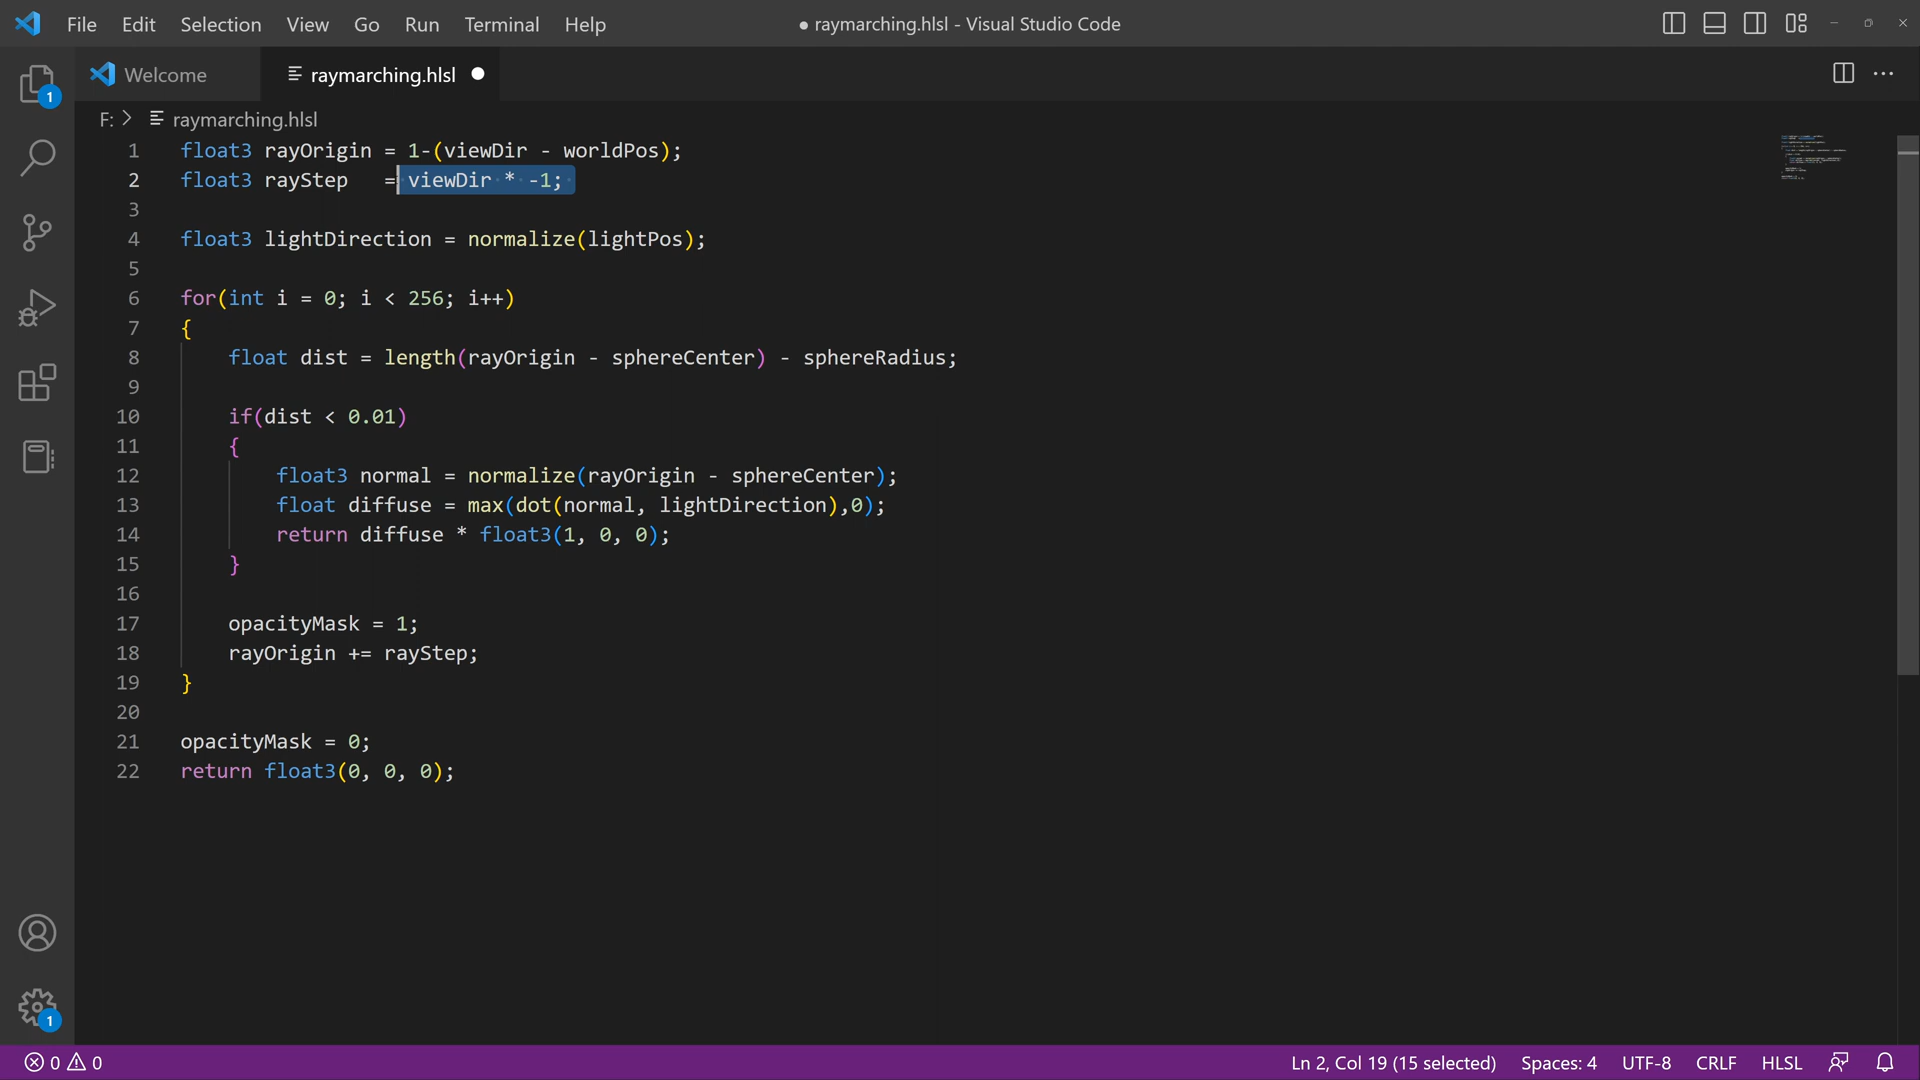 File Edit Selection View Go Run Terminal Help ● raymarching.hlsl - Visual Studio Code
Welcome raymarching.hlsl
F: > raymarching.hlsl
1 float3 rayOrigin = 1-(viewDir - worldPos);
2 float3 rayStep   = viewDir * -1;
3
4 float3 lightDirection = normalize(lightPos);
5
6 for(int i = 0; i < 256; i++)
7 {
8     float dist = length(rayOrigin - sphereCenter) - sphereRadius;
9
10     if(dist < 0.01)
11     {
12         float3 normal = normalize(rayOrigin - sphereCenter);
13         float diffuse = max(dot(normal, lightDirection),0);
14         return diffuse * float3(1, 0, 0);
15     }
16
17     opacityMask = 1;
18     rayOrigin += rayStep;
19 }
20
21 opacityMask = 0;
22 return float3(0, 0, 0);
1
1
0 0 Ln 2, Col 19 (15 selected) Spaces: 4 UTF-8 CRLF HLSL